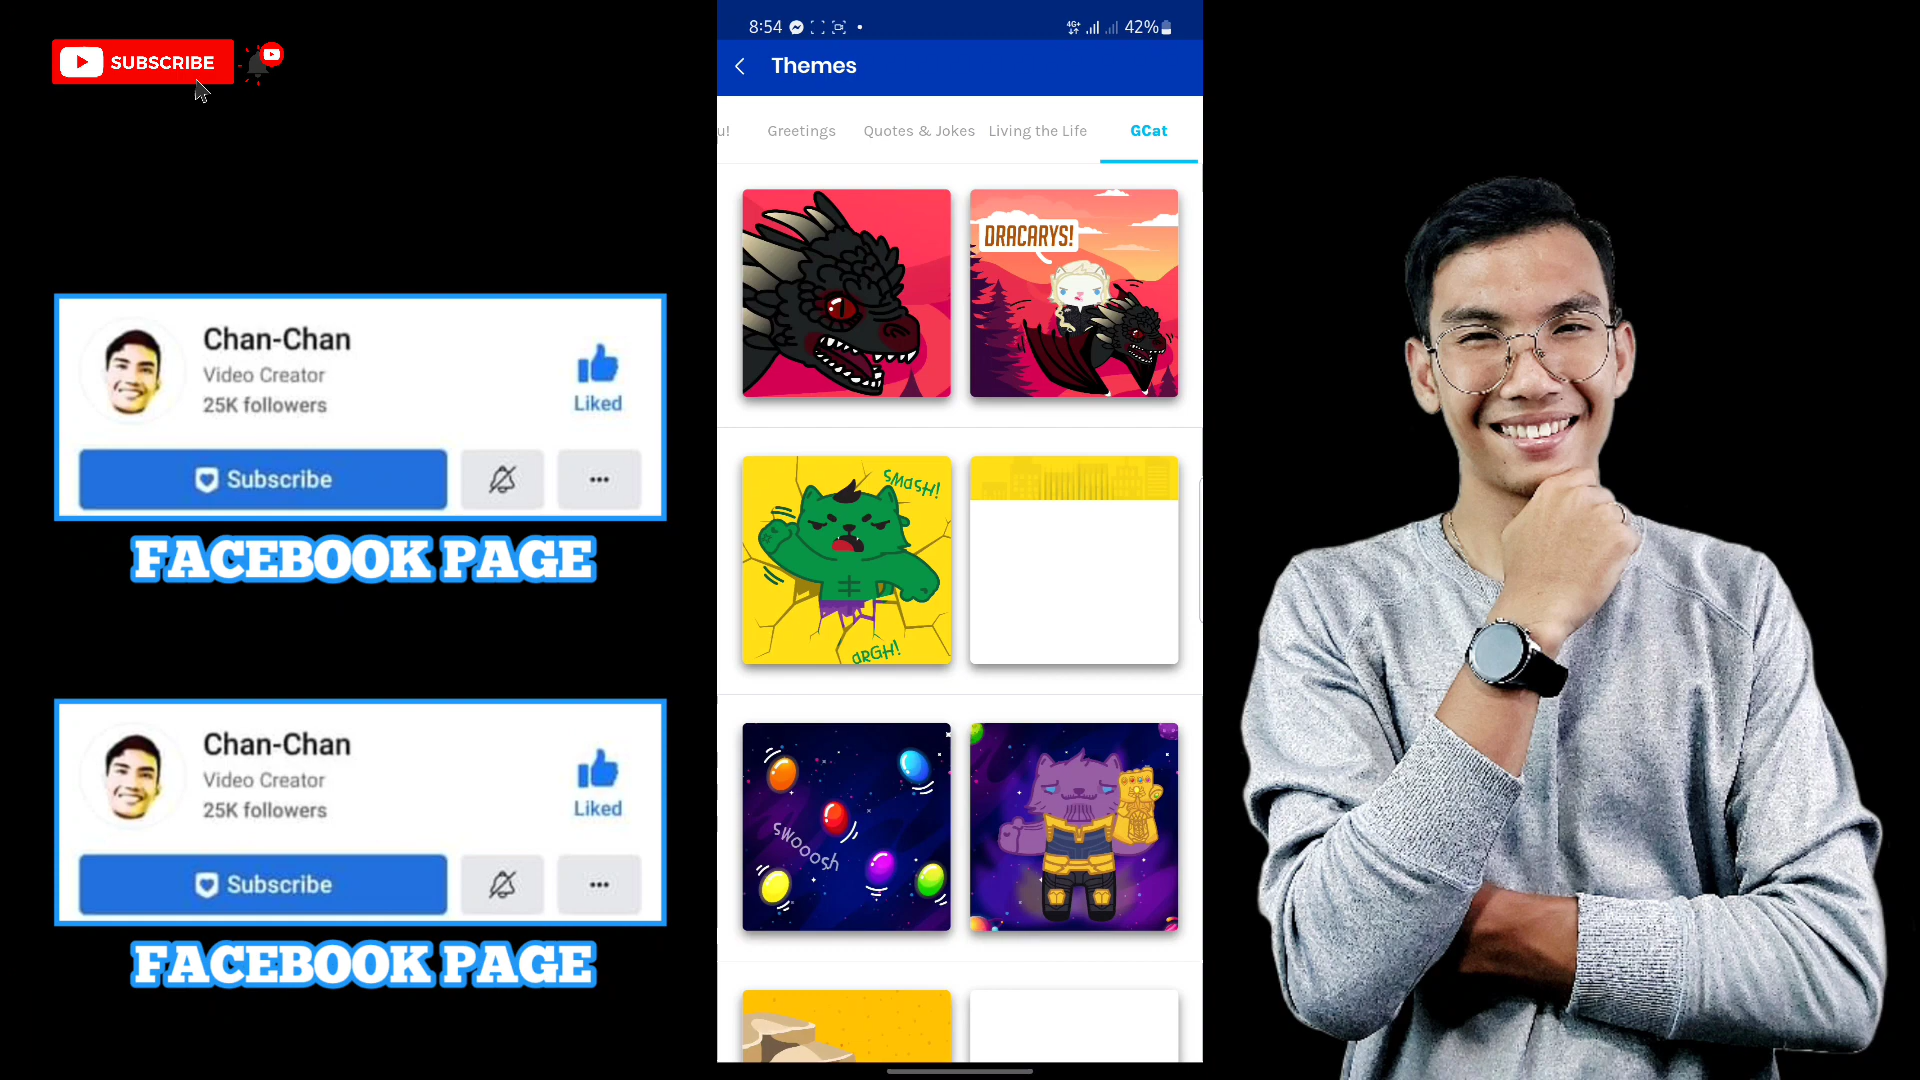 SUBSCRIBE
Chan-Chan
Video Creator
25K followers
Liked
Subscribe
FACEBOOK PAGE
Chan-Chan
Video Creator
25K followers
Liked
Subscribe
FACEBOOK PAGE
8:54
4G+
42%
Themes
u!
Greetings
Quotes & Jokes
Living the Life
GCat
DRACARYS!
SMaSH!
aRGH!
swooosh